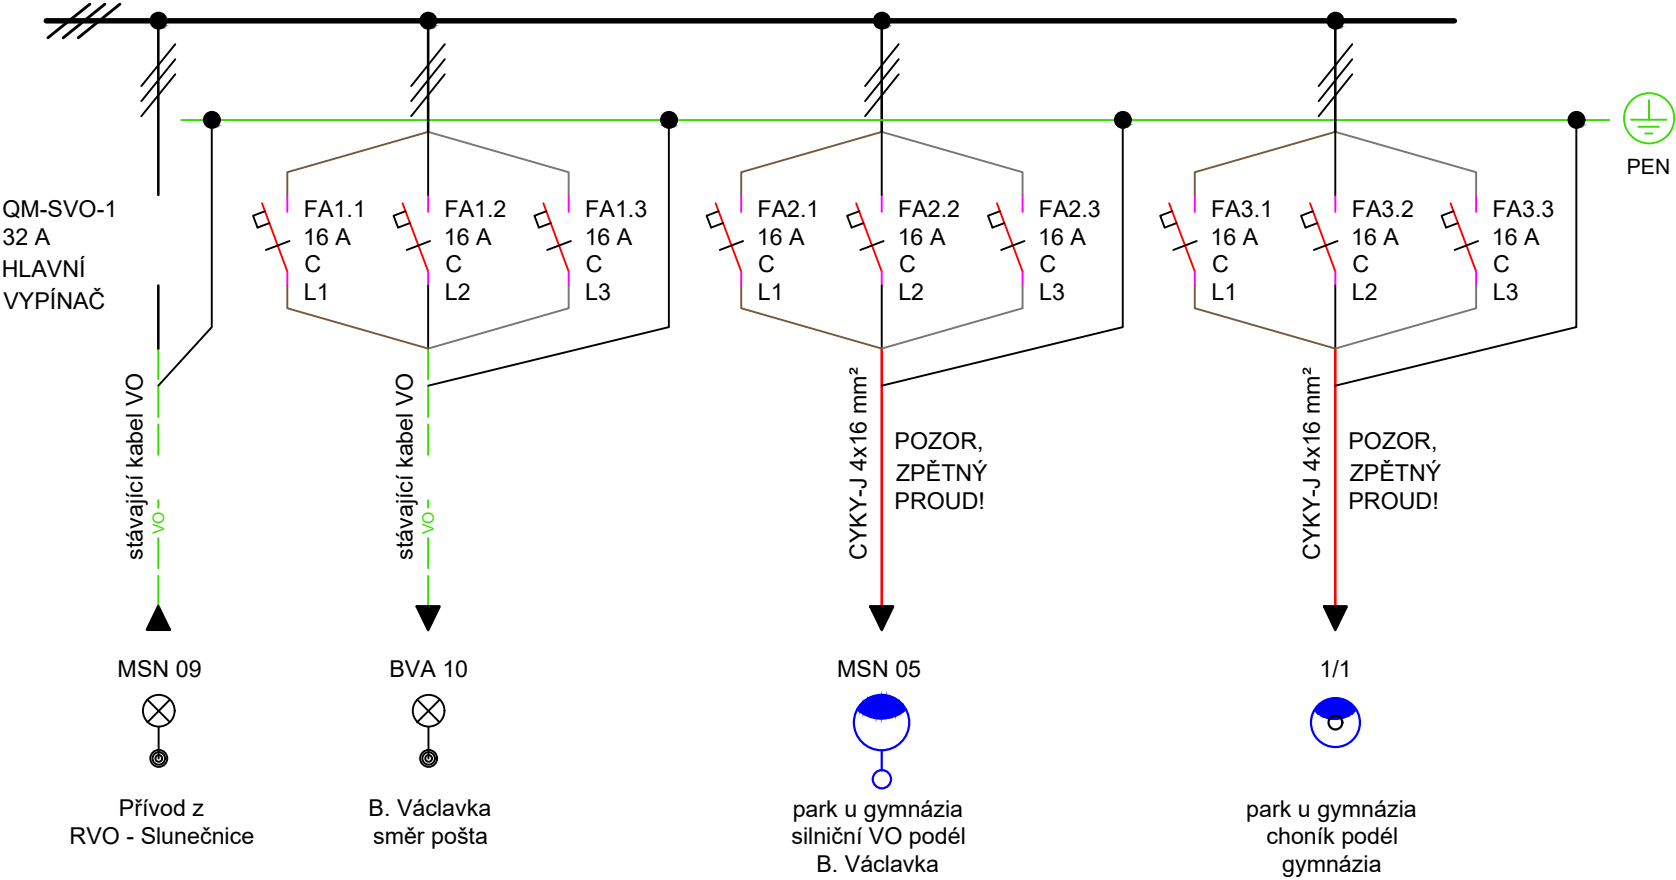 PEN
QM-SVO-1
32 A
HLAVNÍ
VYPÍNAČ
FA1.1
16 A
C
L1
FA1.2
16 A
C
L2
FA1.3
16 A
C
L3
FA2.1
16 A
C
L1
FA2.2
16 A
C
L2
FA2.3
16 A
C
L3
FA3.1
16 A
C
L1
FA3.2
16 A
C
L2
FA3.3
16 A
C
L3
stávající kabel VO
VO
stávající kabel VO
VO
CYKY-J 4x16 mm²
POZOR,
ZPĚTNÝ
PROUD!
CYKY-J 4x16 mm²
POZOR,
ZPĚTNÝ
PROUD!
MSN 09
Přívod z
RVO - Slunečnice
BVA 10
B. Václavka
směr pošta
MSN 05
park u gymnázia
silniční VO podél
B. Václavka
1/1
park u gymnázia
choník podél
gymnázia